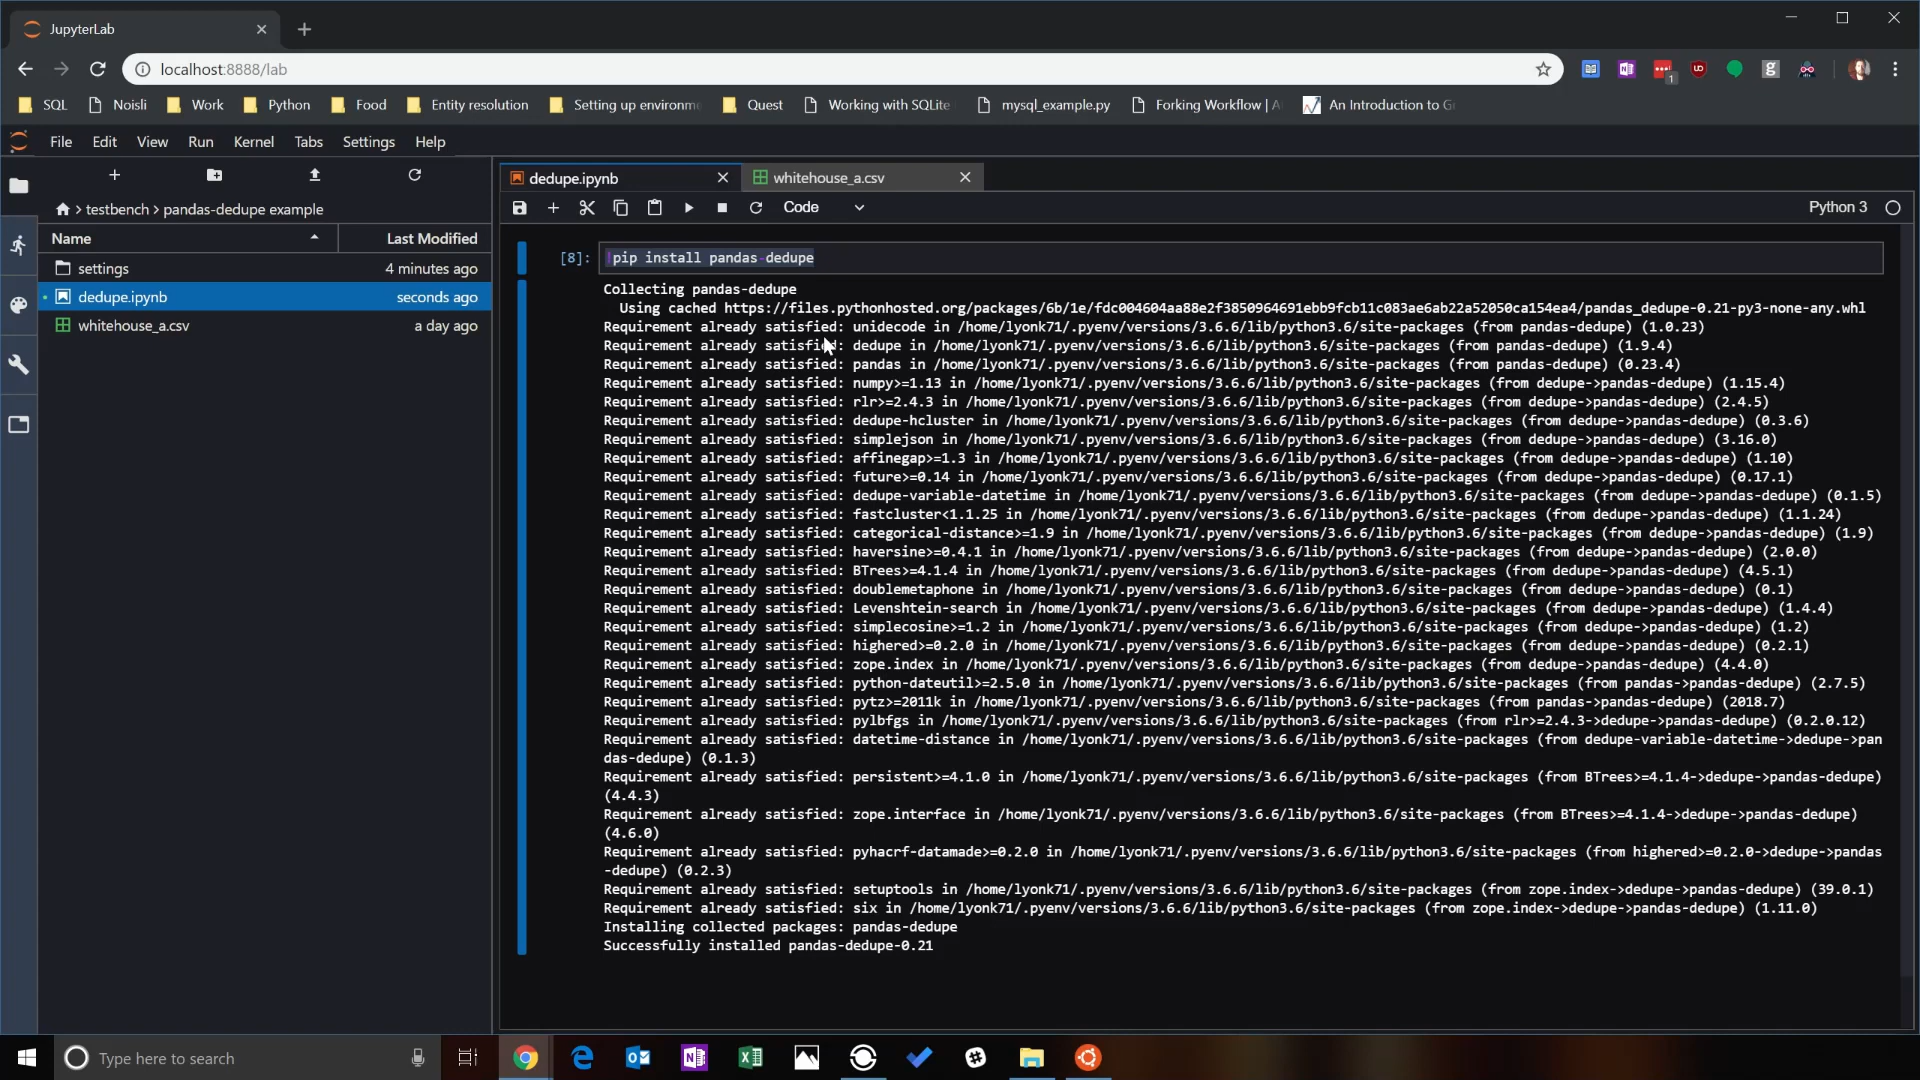 JupyterLab
localhost:8888/lab
1
SQL Noisli Work Python Food Entity resolution Setting up environme Quest Working with SQLite mysql_example.py Forking Workflow | A An Introduction to G
File Edit View Run Kernel Tabs Settings Help
dedupe.ipynb whitehouse_a.csv
testbench > pandas-dedupe example
Code Python 3
Name Last Modified
settings 4 minutes ago
dedupe.ipynb seconds ago
whitehouse_a.csv a day ago
[8]: !pip install pandas-dedupe
Collecting pandas-dedupe
Using cached https://files.pythonhosted.org/packages/6b/1e/fdc004604aa88e2f3850964691ebb9fcb11c083ae6ab22a52050ca154ea4/pandas_dedupe-0.21-py3-none-any.whl
Requirement already satisfied: unidecode in /home/lyonk71/.pyenv/versions/3.6.6/lib/python3.6/site-packages (from pandas-dedupe) (1.0.23)
Requirement already satisfied: dedupe in /home/lyonk71/.pyenv/versions/3.6.6/lib/python3.6/site-packages (from pandas-dedupe) (1.9.4)
Requirement already satisfied: pandas in /home/lyonk71/.pyenv/versions/3.6.6/lib/python3.6/site-packages (from pandas-dedupe) (0.23.4)
Requirement already satisfied: numpy>=1.13 in /home/lyonk71/.pyenv/versions/3.6.6/lib/python3.6/site-packages (from dedupe->pandas-dedupe) (1.15.4)
Requirement already satisfied: rlr>=2.4.3 in /home/lyonk71/.pyenv/versions/3.6.6/lib/python3.6/site-packages (from dedupe->pandas-dedupe) (2.4.5)
Requirement already satisfied: dedupe-hcluster in /home/lyonk71/.pyenv/versions/3.6.6/lib/python3.6/site-packages (from dedupe->pandas-dedupe) (0.3.6)
Requirement already satisfied: simplejson in /home/lyonk71/.pyenv/versions/3.6.6/lib/python3.6/site-packages (from dedupe->pandas-dedupe) (3.16.0)
Requirement already satisfied: affinegap>=1.3 in /home/lyonk71/.pyenv/versions/3.6.6/lib/python3.6/site-packages (from dedupe->pandas-dedupe) (1.10)
Requirement already satisfied: future>=0.14 in /home/lyonk71/.pyenv/versions/3.6.6/lib/python3.6/site-packages (from dedupe->pandas-dedupe) (0.17.1)
Requirement already satisfied: dedupe-variable-datetime in /home/lyonk71/.pyenv/versions/3.6.6/lib/python3.6/site-packages (from dedupe->pandas-dedupe) (0.1.5)
Requirement already satisfied: fastcluster<1.1.25 in /home/lyonk71/.pyenv/versions/3.6.6/lib/python3.6/site-packages (from dedupe->pandas-dedupe) (1.1.24)
Requirement already satisfied: categorical-distance>=1.9 in /home/lyonk71/.pyenv/versions/3.6.6/lib/python3.6/site-packages (from dedupe->pandas-dedupe) (1.9)
Requirement already satisfied: haversine>=0.4.1 in /home/lyonk71/.pyenv/versions/3.6.6/lib/python3.6/site-packages (from dedupe->pandas-dedupe) (2.0.0)
Requirement already satisfied: BTrees>=4.1.4 in /home/lyonk71/.pyenv/versions/3.6.6/lib/python3.6/site-packages (from dedupe->pandas-dedupe) (4.5.1)
Requirement already satisfied: doublemetaphone in /home/lyonk71/.pyenv/versions/3.6.6/lib/python3.6/site-packages (from dedupe->pandas-dedupe) (0.1)
Requirement already satisfied: Levenshtein-search in /home/lyonk71/.pyenv/versions/3.6.6/lib/python3.6/site-packages (from dedupe->pandas-dedupe) (1.4.4)
Requirement already satisfied: simplecosine>=1.2 in /home/lyonk71/.pyenv/versions/3.6.6/lib/python3.6/site-packages (from dedupe->pandas-dedupe) (1.2)
Requirement already satisfied: highered>=0.2.0 in /home/lyonk71/.pyenv/versions/3.6.6/lib/python3.6/site-packages (from dedupe->pandas-dedupe) (0.2.1)
Requirement already satisfied: zope.index in /home/lyonk71/.pyenv/versions/3.6.6/lib/python3.6/site-packages (from dedupe->pandas-dedupe) (4.4.0)
Requirement already satisfied: python-dateutil>=2.5.0 in /home/lyonk71/.pyenv/versions/3.6.6/lib/python3.6/site-packages (from pandas->pandas-dedupe) (2.7.5)
Requirement already satisfied: pytz>=2011k in /home/lyonk71/.pyenv/versions/3.6.6/lib/python3.6/site-packages (from pandas->pandas-dedupe) (2018.7)
Requirement already satisfied: pylbfgs in /home/lyonk71/.pyenv/versions/3.6.6/lib/python3.6/site-packages (from rlr>=2.4.3->dedupe->pandas-dedupe) (0.2.0.12)
Requirement already satisfied: datetime-distance in /home/lyonk71/.pyenv/versions/3.6.6/lib/python3.6/site-packages (from dedupe-variable-datetime->dedupe->pan
das-dedupe) (0.1.3)
Requirement already satisfied: persistent>=4.1.0 in /home/lyonk71/.pyenv/versions/3.6.6/lib/python3.6/site-packages (from BTrees>=4.1.4->dedupe->pandas-dedupe)
(4.4.3)
Requirement already satisfied: zope.interface in /home/lyonk71/.pyenv/versions/3.6.6/lib/python3.6/site-packages (from BTrees>=4.1.4->dedupe->pandas-dedupe)
(4.6.0)
Requirement already satisfied: pyhacrf-datamade>=0.2.0 in /home/lyonk71/.pyenv/versions/3.6.6/lib/python3.6/site-packages (from highered>=0.2.0->dedupe->pandas
-dedupe) (0.2.3)
Requirement already satisfied: setuptools in /home/lyonk71/.pyenv/versions/3.6.6/lib/python3.6/site-packages (from zope.index->dedupe->pandas-dedupe) (39.0.1)
Requirement already satisfied: six in /home/lyonk71/.pyenv/versions/3.6.6/lib/python3.6/site-packages (from zope.index->dedupe->pandas-dedupe) (1.11.0)
Installing collected packages: pandas-dedupe
Successfully installed pandas-dedupe-0.21
Type here to search